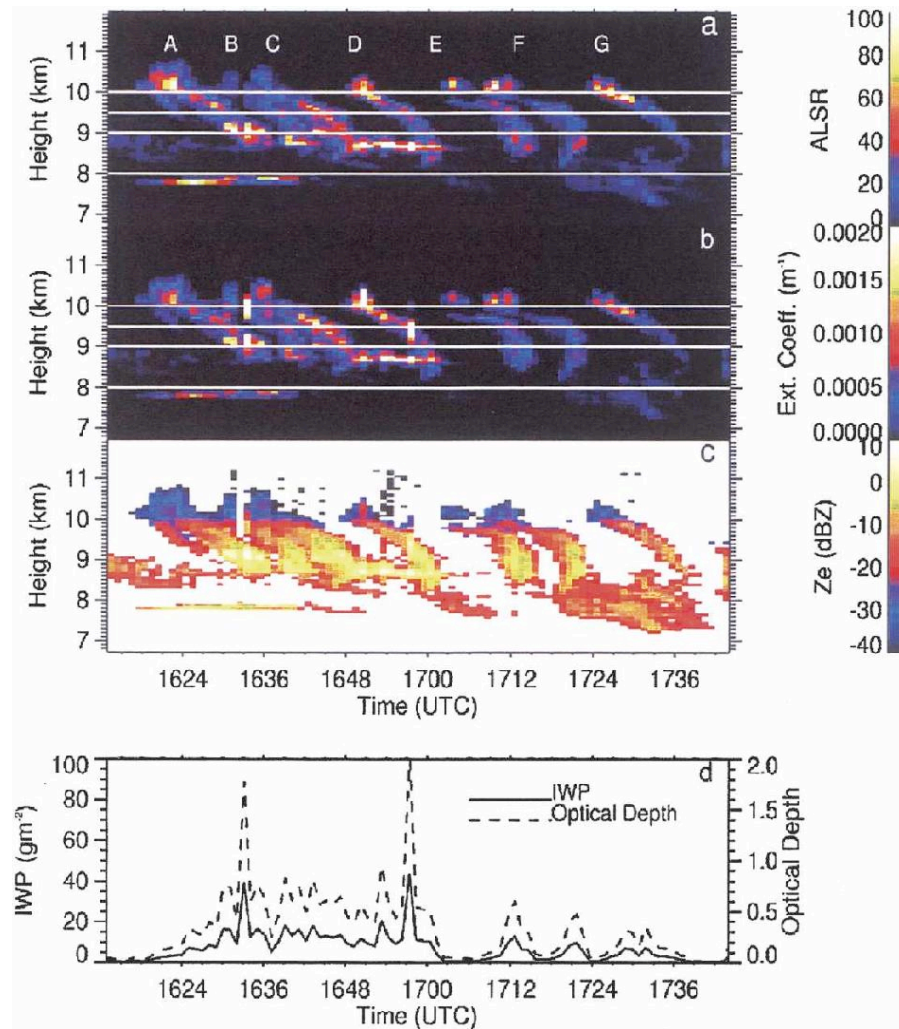 A B C D E F G a
11
10
9
8
7
Height (km)
100
80
60
40
20
0
ALSR
b
11
10
9
8
7
Height (km)
0.0020
0.0015
0.0010
0.0005
0.0000
Ext. Coeff. (m⁻¹)
C
11
10
9
8
7
Height (km)
10
0
-10
-20
-30
-40
Ze (dBZ)
1624 1636 1648 1700 1712 1724 1736
Time (UTC)
d
100
80
60
40
20
0
IWP (gm⁻²)
IWP
Optical Depth
2.0
1.5
1.0
0.5
0.0
Optical Depth
1624 1636 1648 1700 1712 1724 1736
Time (UTC)